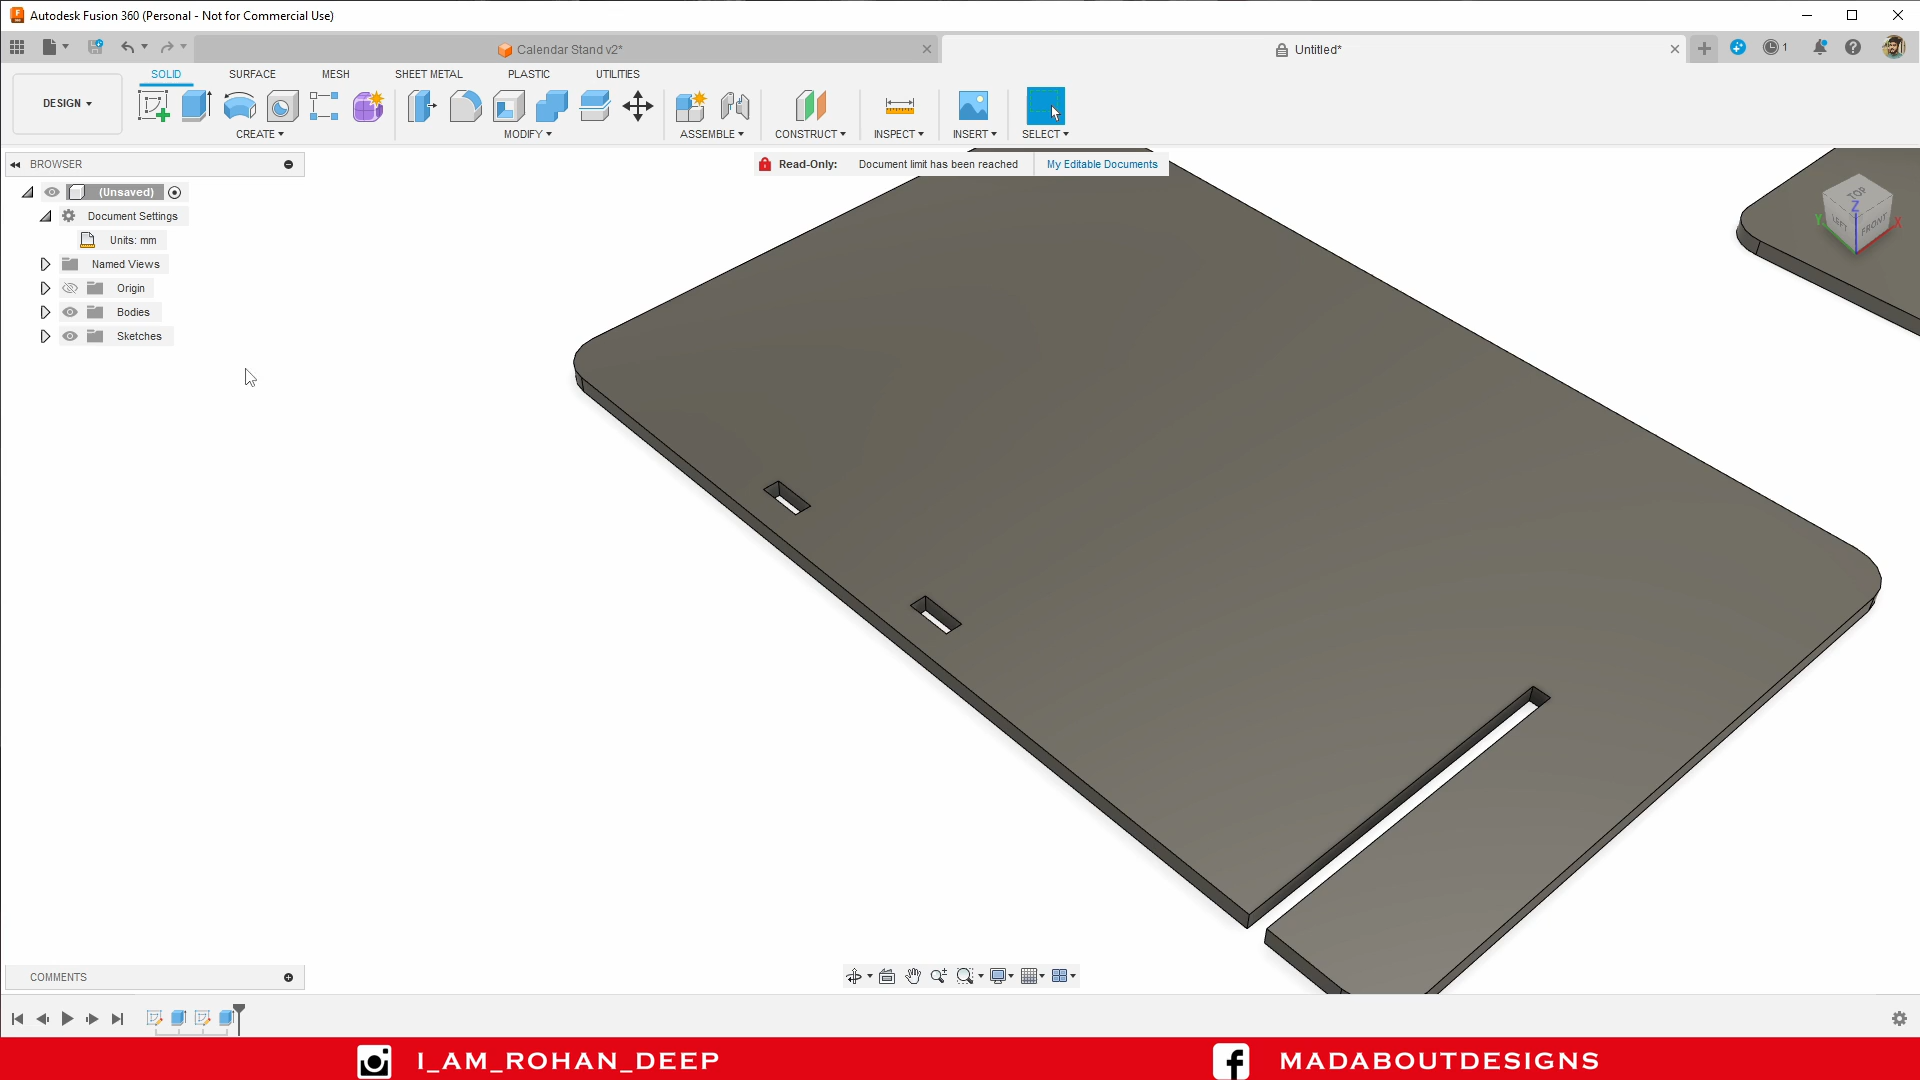 Autodesk Fusion 360 (Personal - Not for Commercial Use)
Calendar Stand v2*
Untitled*
1
DESIGN
SOLID SURFACE MESH SHEET METAL PLASTIC UTILITIES
CREATE MODIFY ASSEMBLE CONSTRUCT INSPECT INSERT SELECT
BROWSER
Read-Only: Document limit has been reached My Editable Documents
(Unsaved)
Document Settings
Units: mm
Named Views
Origin
Bodies
Sketches
TOP
LEFT
FRONT
Z
Y
X
COMMENTS
I_AM_ROHAN_DEEP
MADABOUTDESIGNS